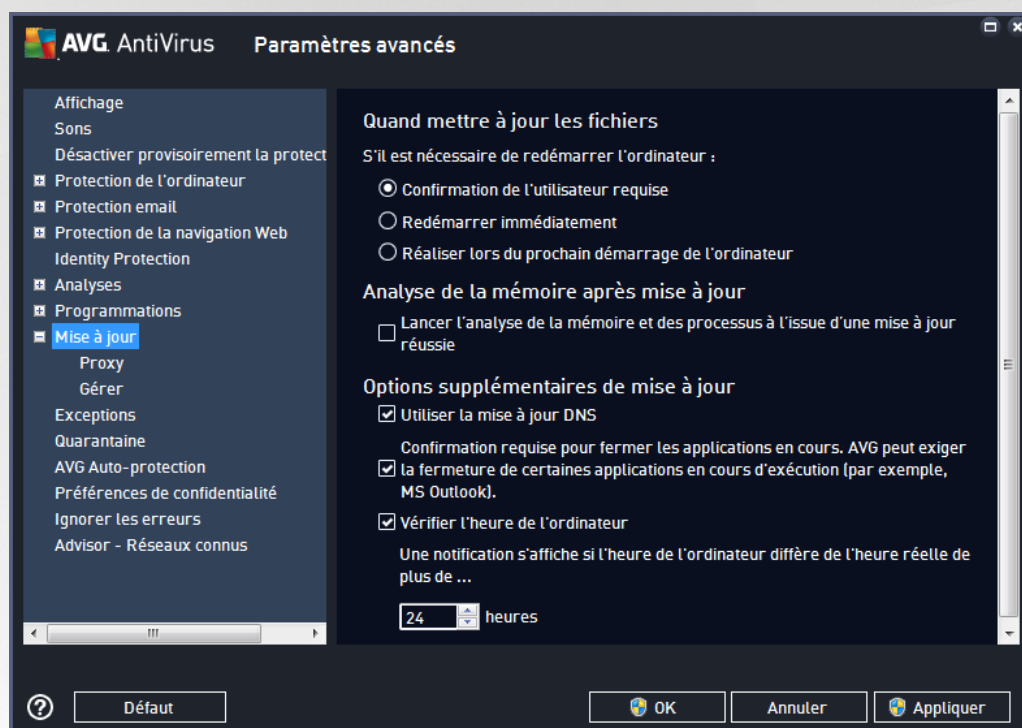 AVG. AntiVirus Paramètres avancés
Affichage
Sons
Désactiver provisoirement la protect
Protection de l'ordinateur
Protection email
Protection de la navigation Web
Identity Protection
Analyses
Programmations
Mise à jour
Proxy
Gérer
Exceptions
Quarantaine
AVG Auto-protection
Préférences de confidentialité
Ignorer les erreurs
Advisor - Réseaux connus
Quand mettre à jour les fichiers
S'il est nécessaire de redémarrer l'ordinateur :
Confirmation de l'utilisateur requise
Redémarrer immédiatement
Réaliser lors du prochain démarrage de l'ordinateur
Analyse de la mémoire après mise à jour
Lancer l'analyse de la mémoire et des processus à l'issue d'une mise à jour
réussie
Options supplémentaires de mise à jour
Utiliser la mise à jour DNS
Confirmation requise pour fermer les applications en cours. AVG peut exiger
la fermeture de certaines applications en cours d'exécution (par exemple,
MS Outlook).
Vérifier l'heure de l'ordinateur
Une notification s'affiche si l'heure de l'ordinateur diffère de l'heure réelle de
plus de ...
24 heures
? Défaut OK Annuler Appliquer